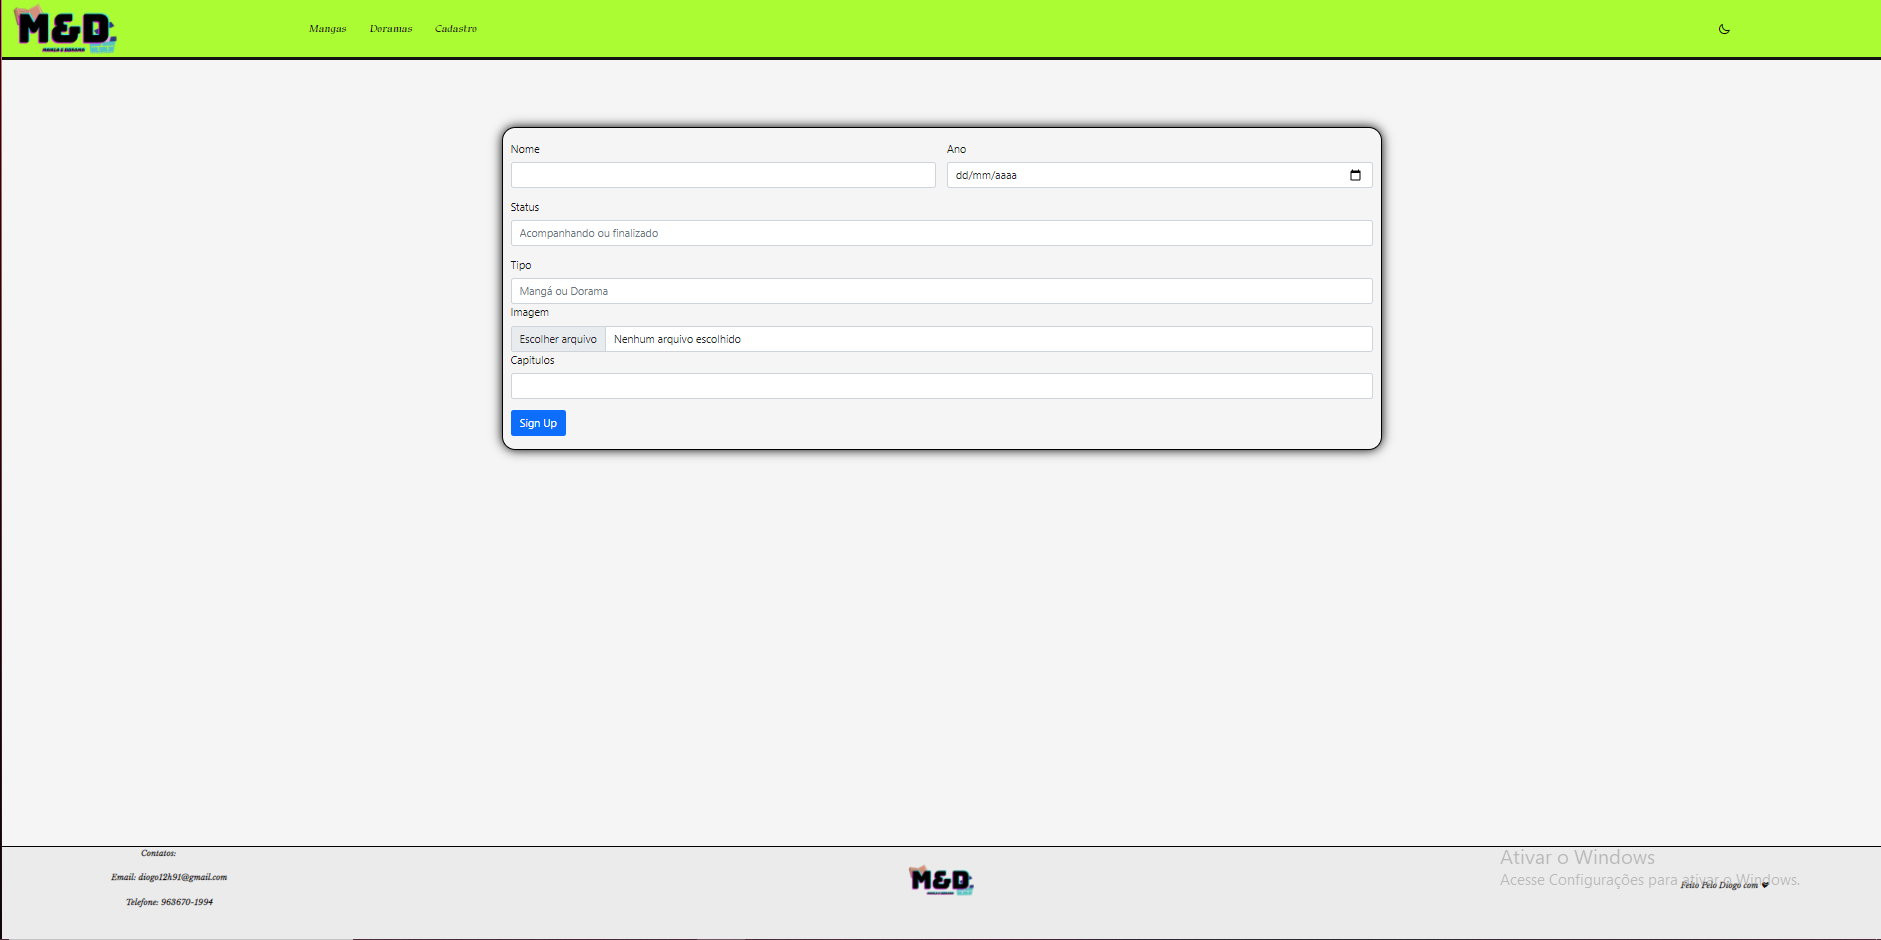 M&D.
MANGA E DORAMA
Mangas Doramas Cadastro
Nome Ano
dd/mm/aaaa
Status
Acompanhando ou finalizado
Tipo
Mangá ou Dorama
Imagem
Escolher arquivo Nenhum arquivo escolhido
Capitulos
Sign Up
Contatos:
Email: diogo12h91@gmail.com
Telefone: 963670-1994
M&D.
Ativar o Windows
Acesse Configurações para ativar o Windows.
Feito Pelo Diogo com